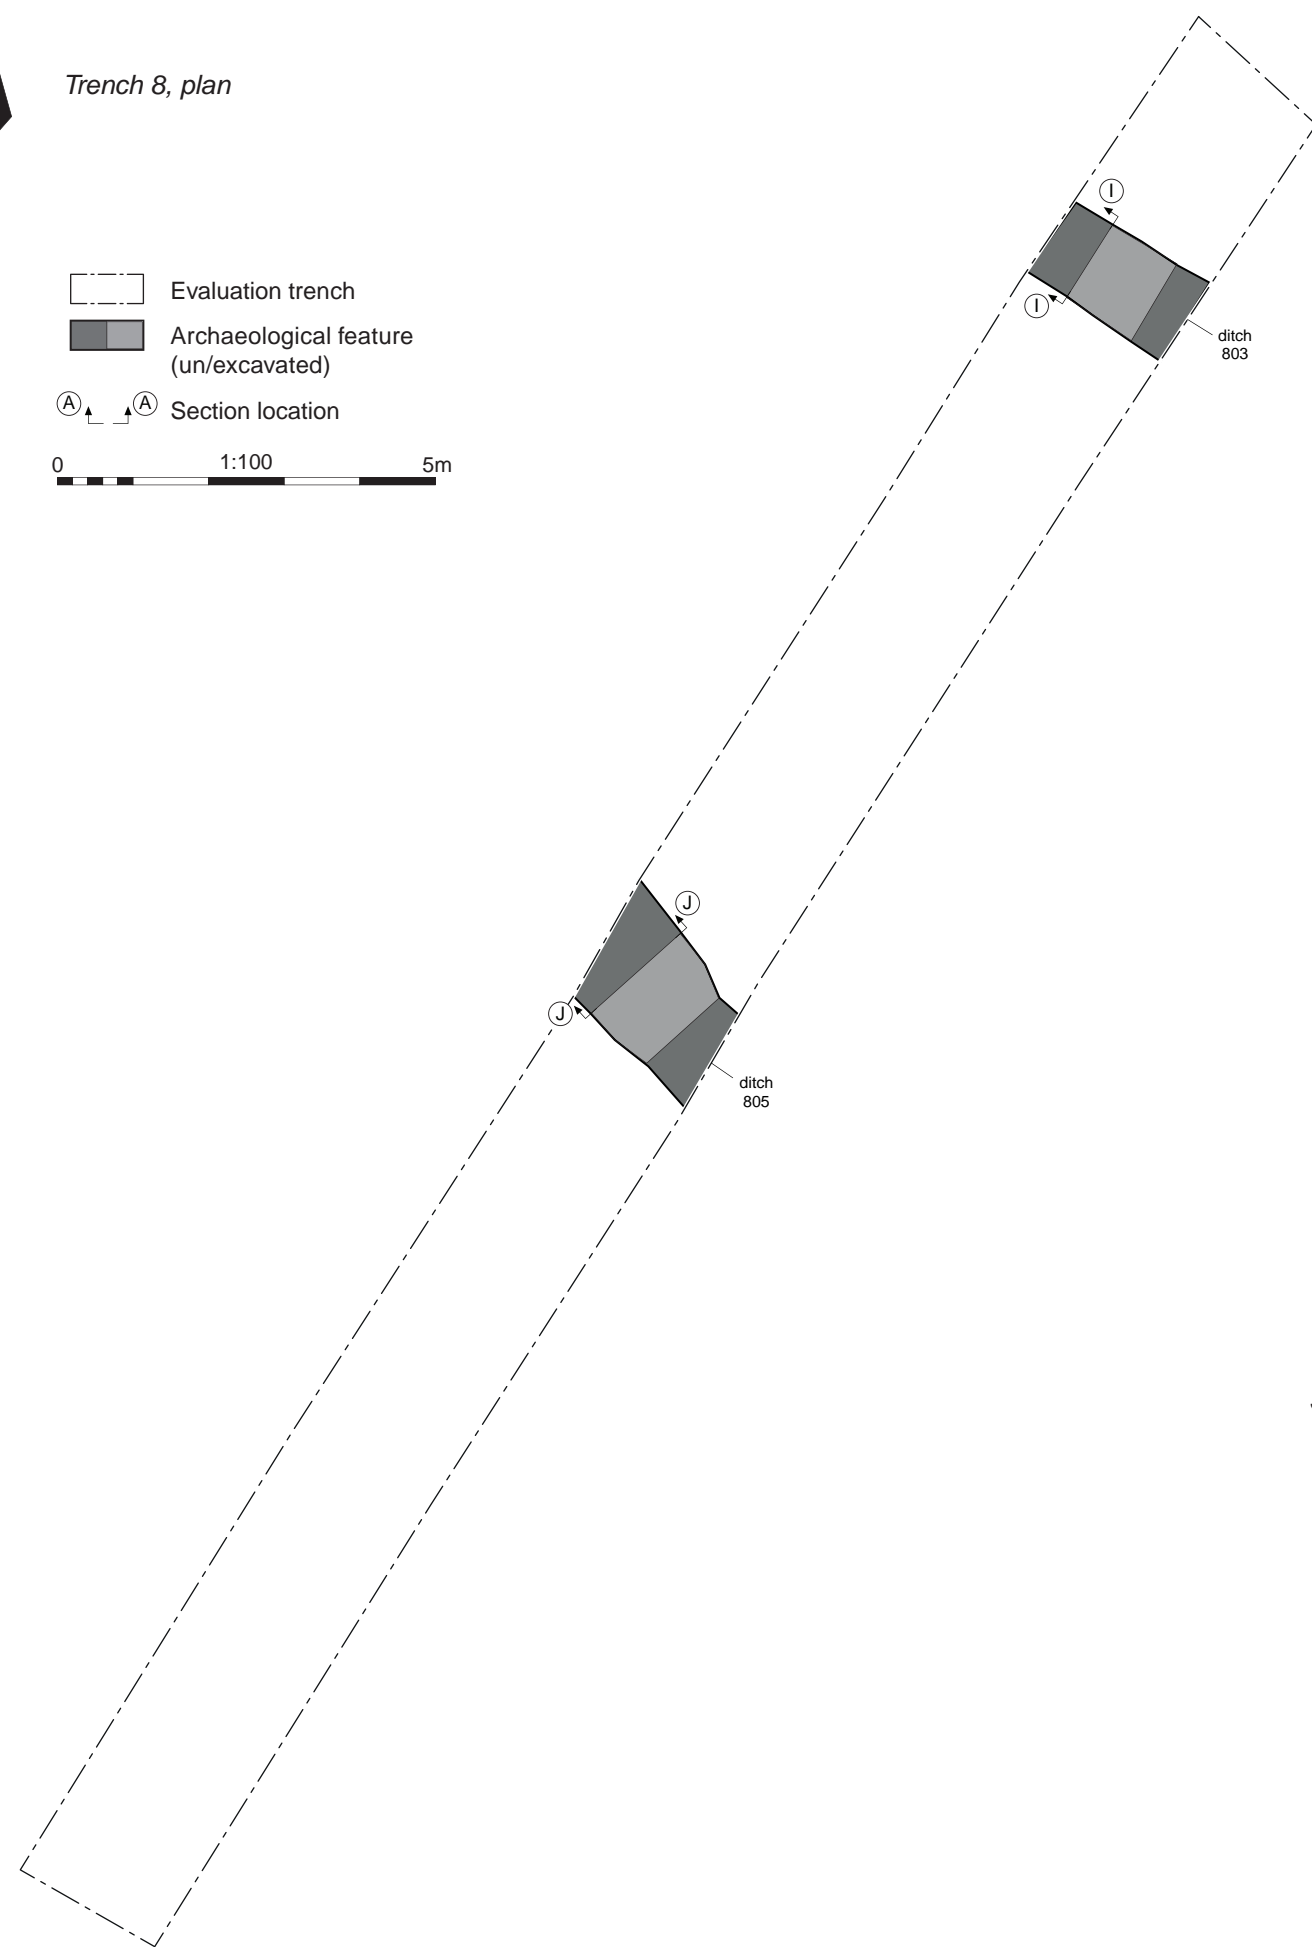 Trench 8, plan
Evaluation trench
Archaeological feature
(un/excavated)
A A Section location
0 1:100 5m
I
I
ditch
803
J
J
ditch
805